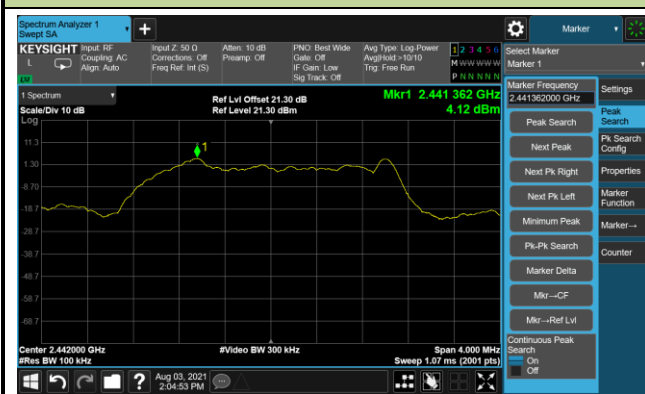 Spectrum Analyzer 1
Swept SA
+
Marker
KEYSIGHT
L
LV
Input: RF
Coupling: AC
Align: Auto
Input Z: 50 Ω
Corrections: Off
Freq Ref: Int (S)
Atten: 10 dB
Preamp: Off
PNO: Best Wide
Gate: Off
IF Gain: Low
Sig Track: Off
Avg Type: Log-Power
Avg|Hold:>10/10
Trig: Free Run
1 2 3 4 5 6
M W W W W W
P N N N N N
Select Marker
Marker 1
1 Spectrum
Scale/Div 10 dB
Log
Ref Lvl Offset 21.30 dB
Ref Level 21.30 dBm
Mkr1 2.441 362 GHz
4.12 dBm
1
11.3
1.30
-8.70
-18.7
-28.7
-38.7
-48.7
-58.7
-68.7
Center 2.442000 GHz
#Res BW 100 kHz
#Video BW 300 kHz
Span 4.000 MHz
Sweep 1.07 ms (2001 pts)
Marker Frequency
2.441362000 GHz
Peak Search
Next Peak
Next Pk Right
Next Pk Left
Minimum Peak
Pk-Pk Search
Marker Delta
Mkr→CF
Mkr→Ref Lvl
Continuous Peak
Search
On
Off
Settings
Peak
Search
Pk Search
Config
Properties
Marker
Function
Marker→
Counter
?
Aug 03, 2021
2:04:53 PM